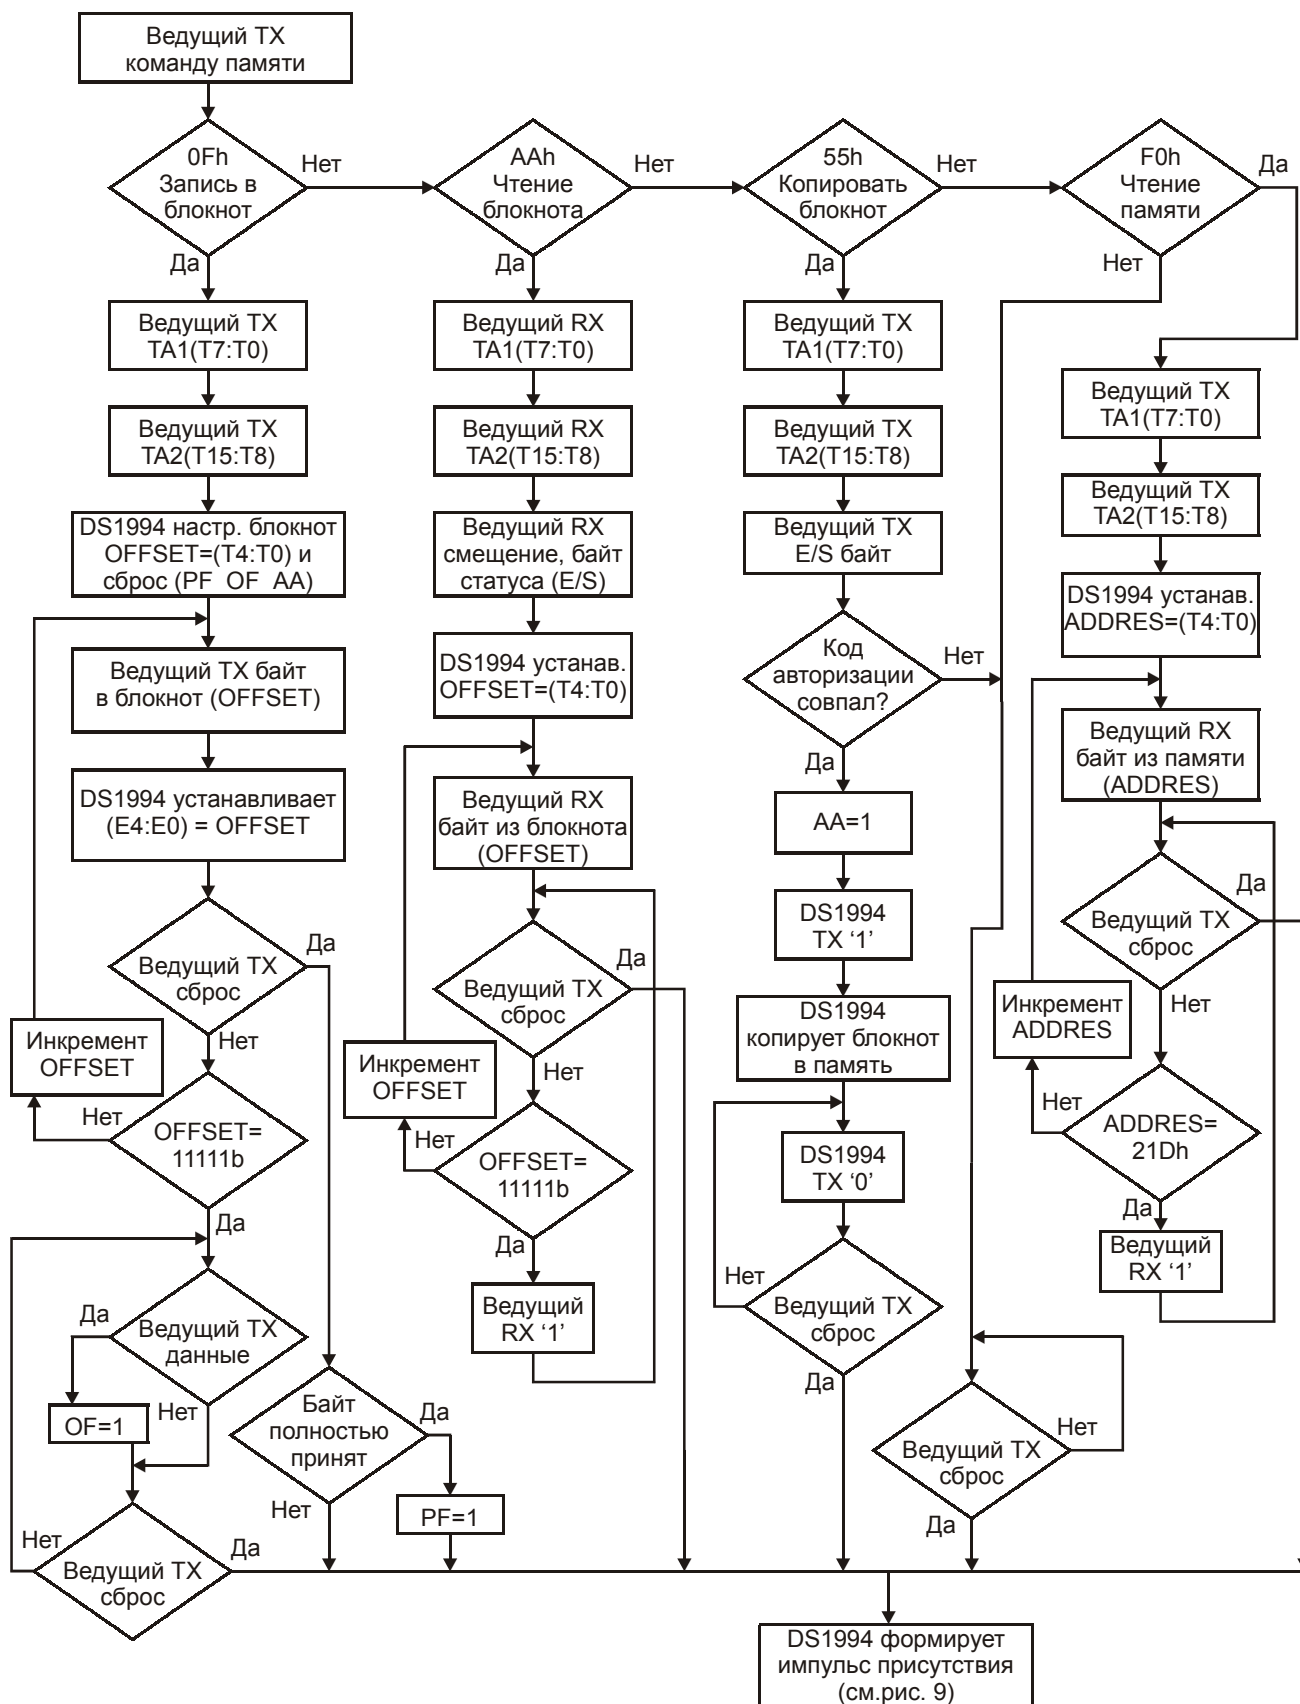 Ведущий TX
команду памяти
0Fh
Запись в
блокнот
Нет
Да
AAh
Чтение
блокнота
Нет
Да
55h
Копировать
блокнот
Нет
Да
F0h
Чтение
памяти
Да
Нет
Ведущий TX
TA1(T7:T0)
Ведущий TX
TA2(T15:T8)
DS1994 настр. блокнот
OFFSET=(T4:T0) и
сброс (PF OF AA)
Ведущий TX байт
в блокнот (OFFSET)
DS1994 устанавливает
(E4:E0) = OFFSET
Ведущий TX
сброс
Да
Нет
Инкремент
OFFSET
Нет
OFFSET=
11111b
Да
Да
Ведущий TX
данные
Нет
OF=1
Нет
Ведущий TX
сброс
Да
Байт
полностью
принят
Да
Нет
PF=1
Ведущий RX
TA1(T7:T0)
Ведущий RX
TA2(T15:T8)
Ведущий RX
смещение, байт
статуса (E/S)
DS1994 устанав.
OFFSET=(T4:T0)
Ведущий RX
байт из блокнота
(OFFSET)
Ведущий TX
сброс
Да
Нет
Инкремент
OFFSET
Нет
OFFSET=
11111b
Да
Ведущий
RX ‘1’
Ведущий TX
TA1(T7:T0)
Ведущий TX
TA2(T15:T8)
Ведущий TX
E/S байт
Код
авторизации
совпал?
Нет
Да
AA=1
DS1994
TX ‘1’
DS1994
копирует блокнот
в память
DS1994
TX ‘0’
Нет
Ведущий TX
сброс
Да
Ведущий TX
TA1(T7:T0)
Ведущий TX
TA2(T15:T8)
DS1994 устанав.
ADDRES=(T4:T0)
Ведущий RX
байт из памяти
(ADDRES)
Да
Ведущий TX
сброс
Нет
Инкремент
ADDRES
Нет
ADDRES=
21Dh
Да
Ведущий
RX ‘1’
Нет
Ведущий TX
сброс
Да
DS1994 формирует
импульс присутствия
(см.рис. 9)